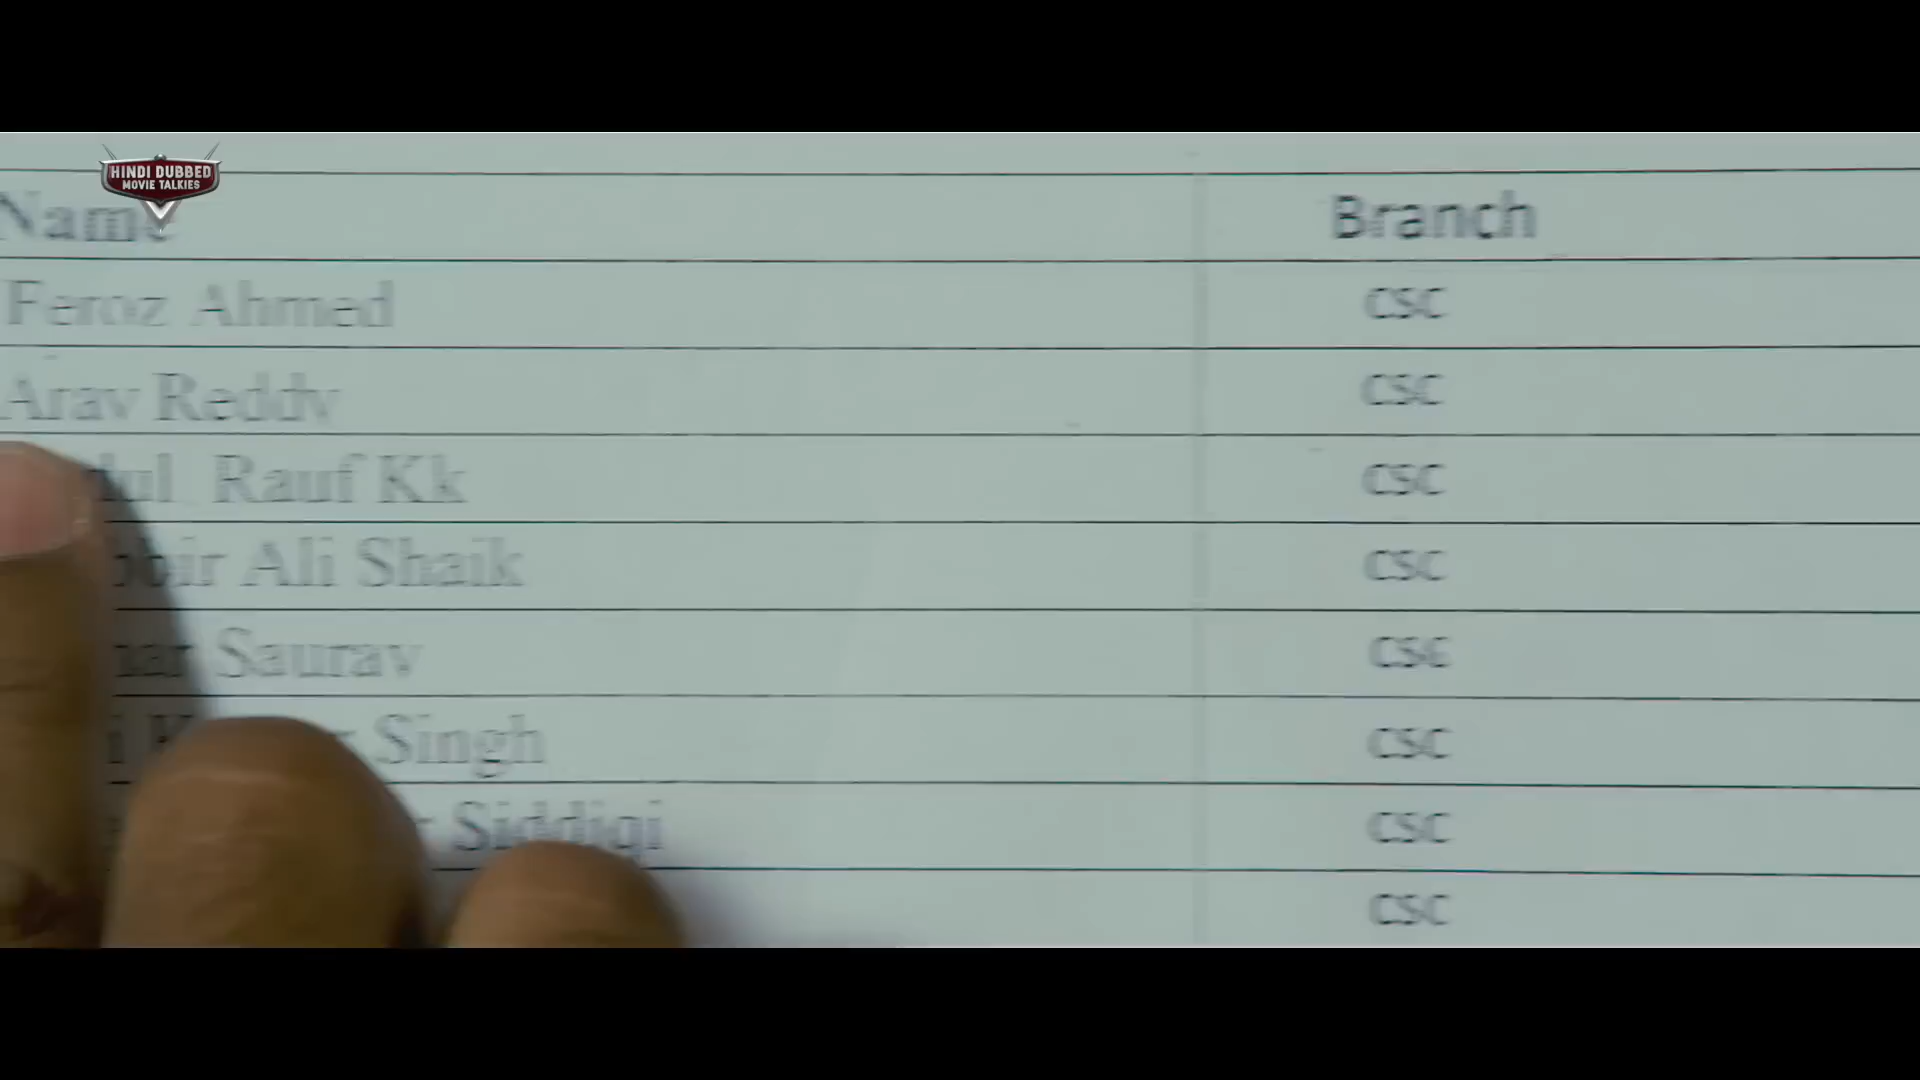 HINDI DUBBED
MOVIE TALKIES
Name Branch
Feroz Ahmed CSC
Arav Reddy CSC
Rauf Kk CSC
Ali Shaik CSC
Saurav CSC
Singh CSC
Siddiqi CSC
CSC